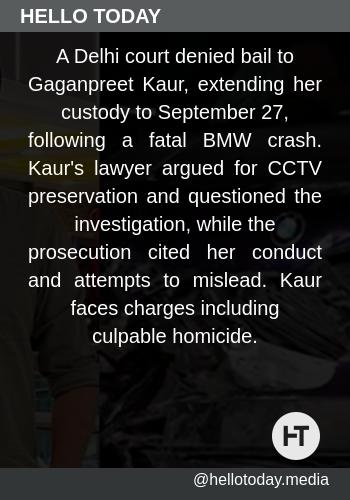 HELLO TODAY
A Delhi court denied bail to
Gaganpreet Kaur, extending her
custody to September 27,
following a fatal BMW crash.
Kaur's lawyer argued for CCTV
preservation and questioned the
investigation, while the
prosecution cited her conduct
and attempts to mislead. Kaur
faces charges including
culpable homicide.
HT
@hellotoday.media